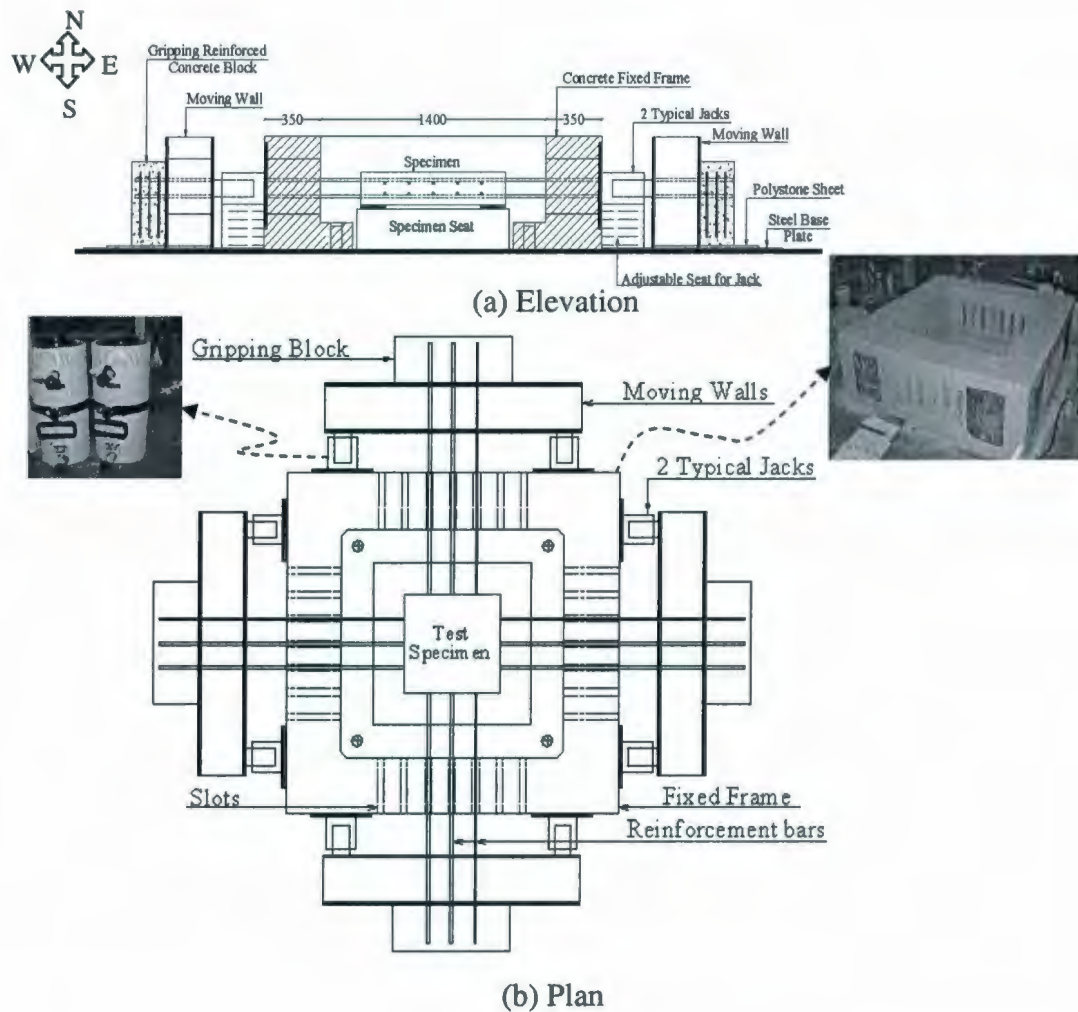 N
W E
S
Gripping Reinforced
Concrete Block
Moving Wall
Concrete Fixed Frame
2 Typical Jacks
Moving Wall
350 1400 350
Specimen
Polystone Sheet
Steel Base
Plate
Specimen Seat
Adjustable Seat for Jack
(a) Elevation
Gripping Block
Moving Walls
2 Typical Jacks
Test
Specimen
Slots
Fixed Frame
Reinforcement bars
(b) Plan